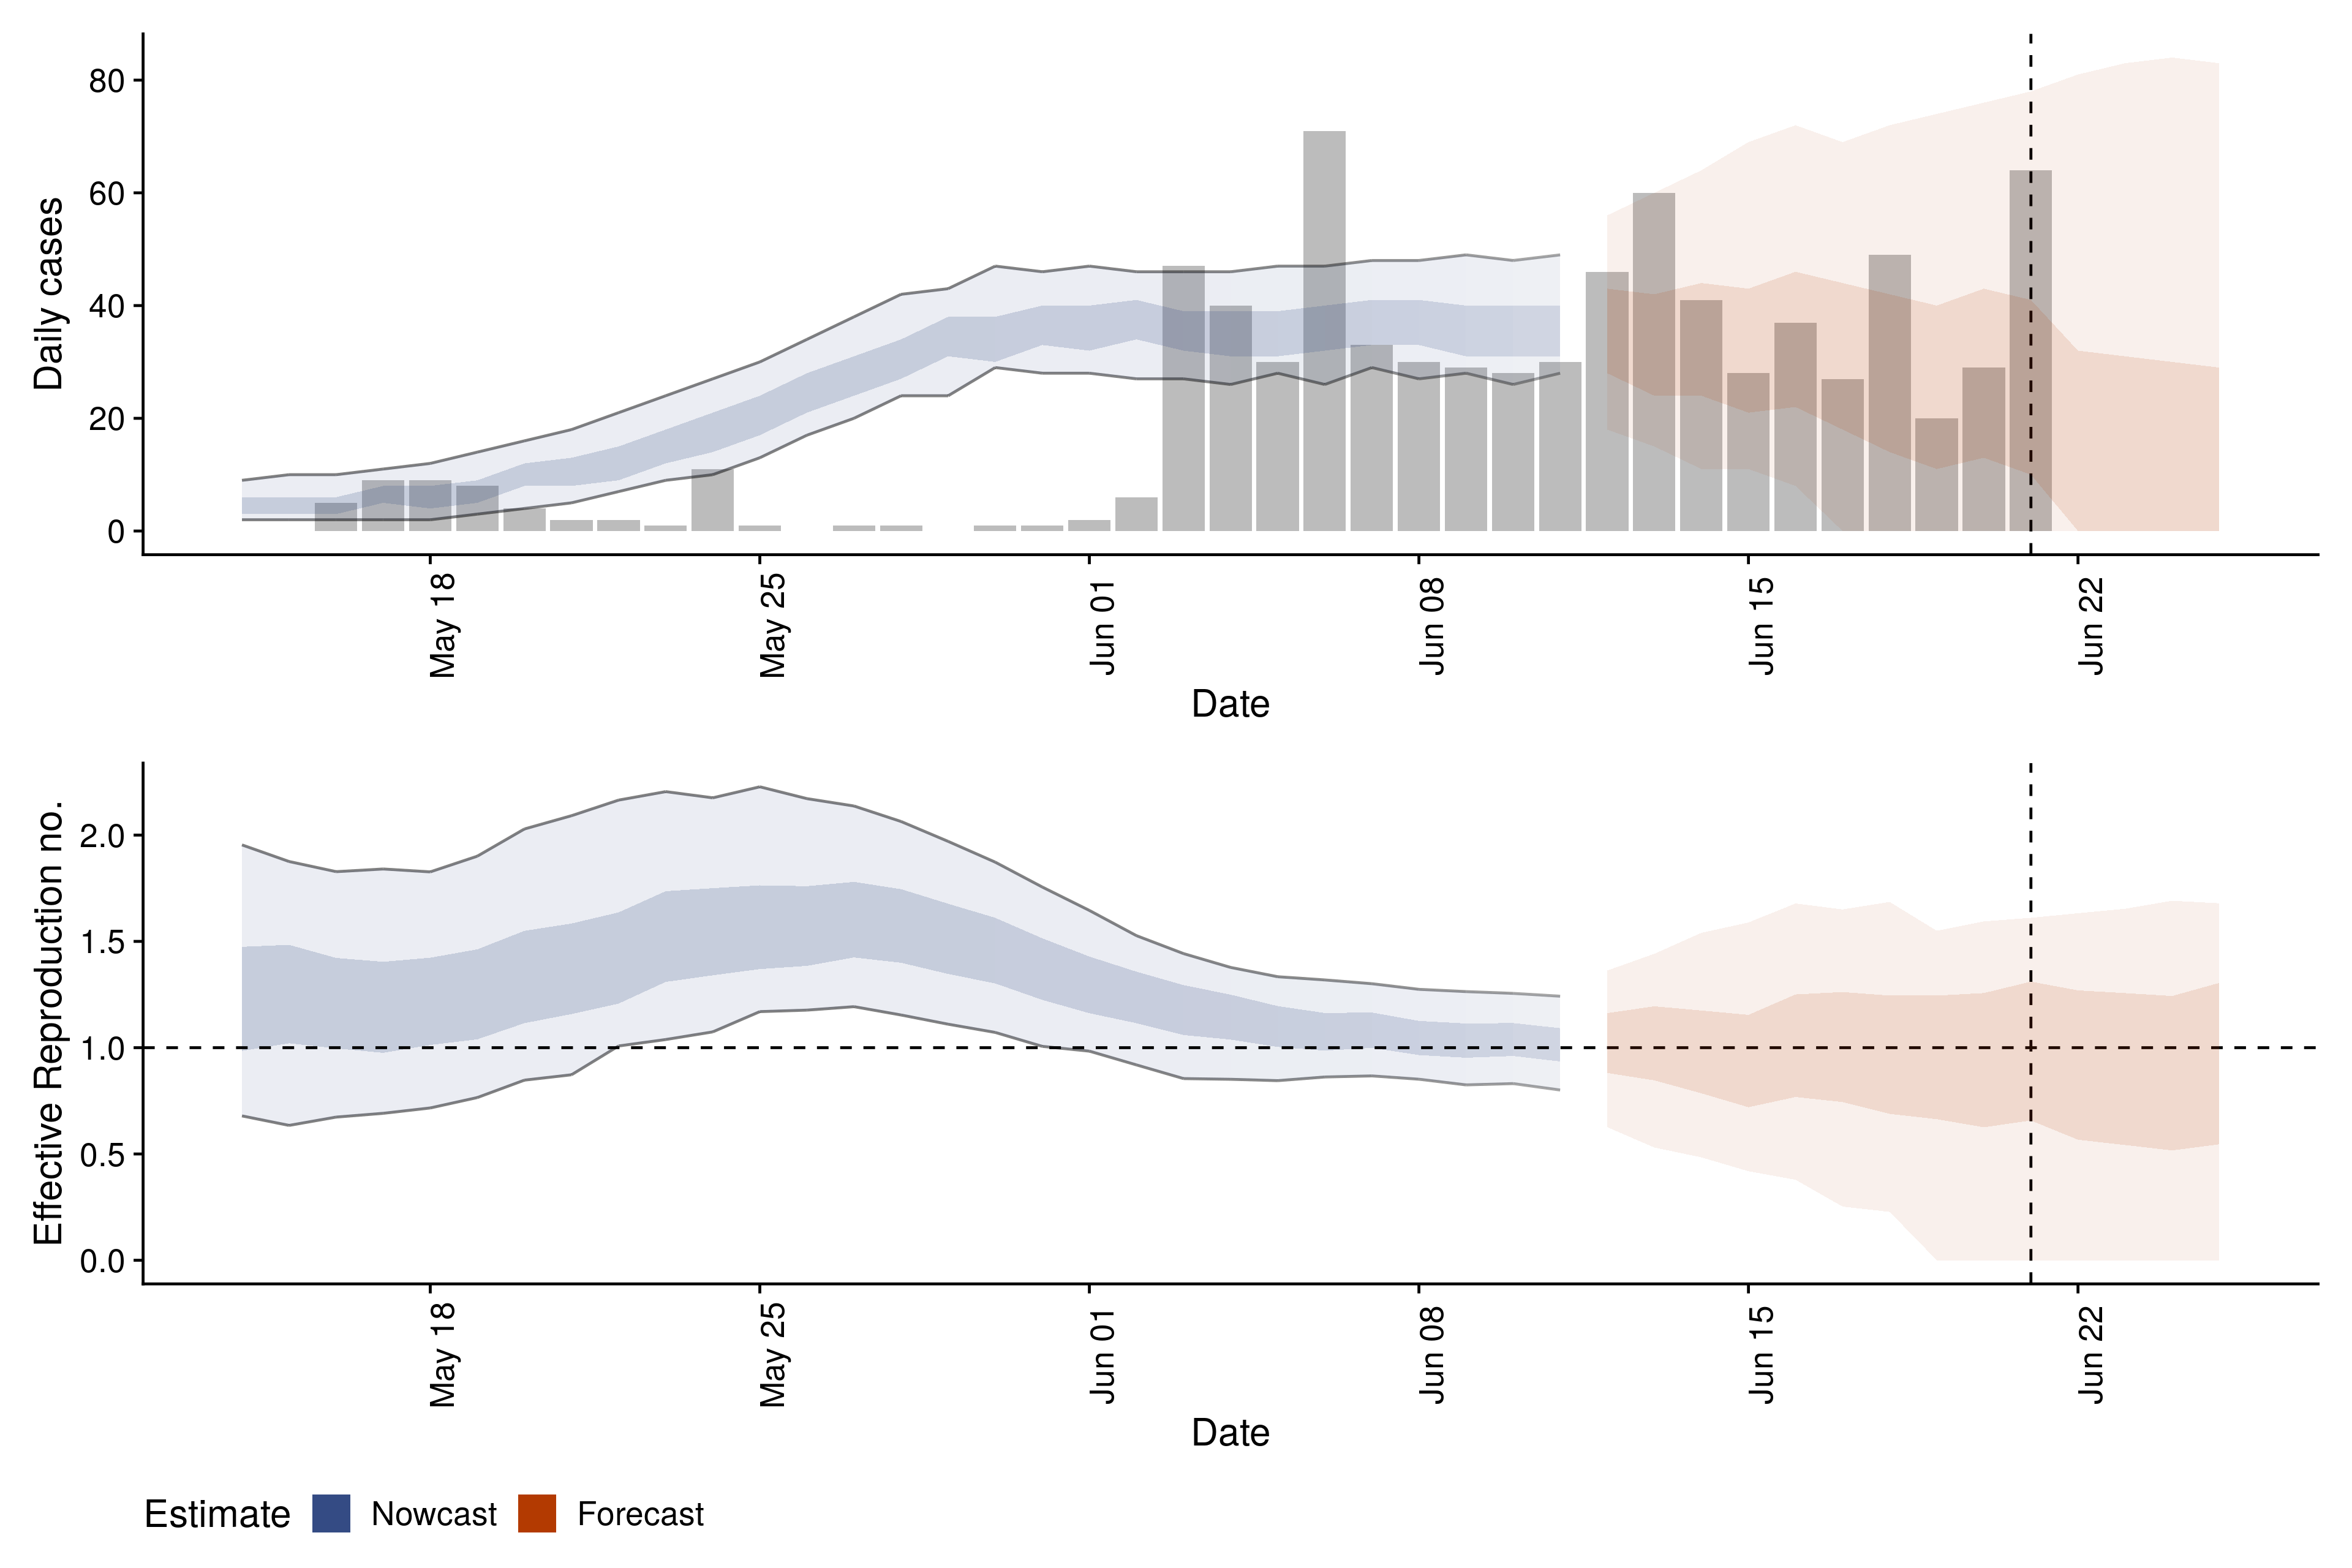 Daily cases
80
60
40
20
0
May 18
May 25
Jun 01
Jun 08
Jun 15
Jun 22
Date
Effective Reproduction no.
2.0
1.5
1.0
0.5
0.0
May 18
May 25
Jun 01
Jun 08
Jun 15
Jun 22
Date
Estimate Nowcast Forecast